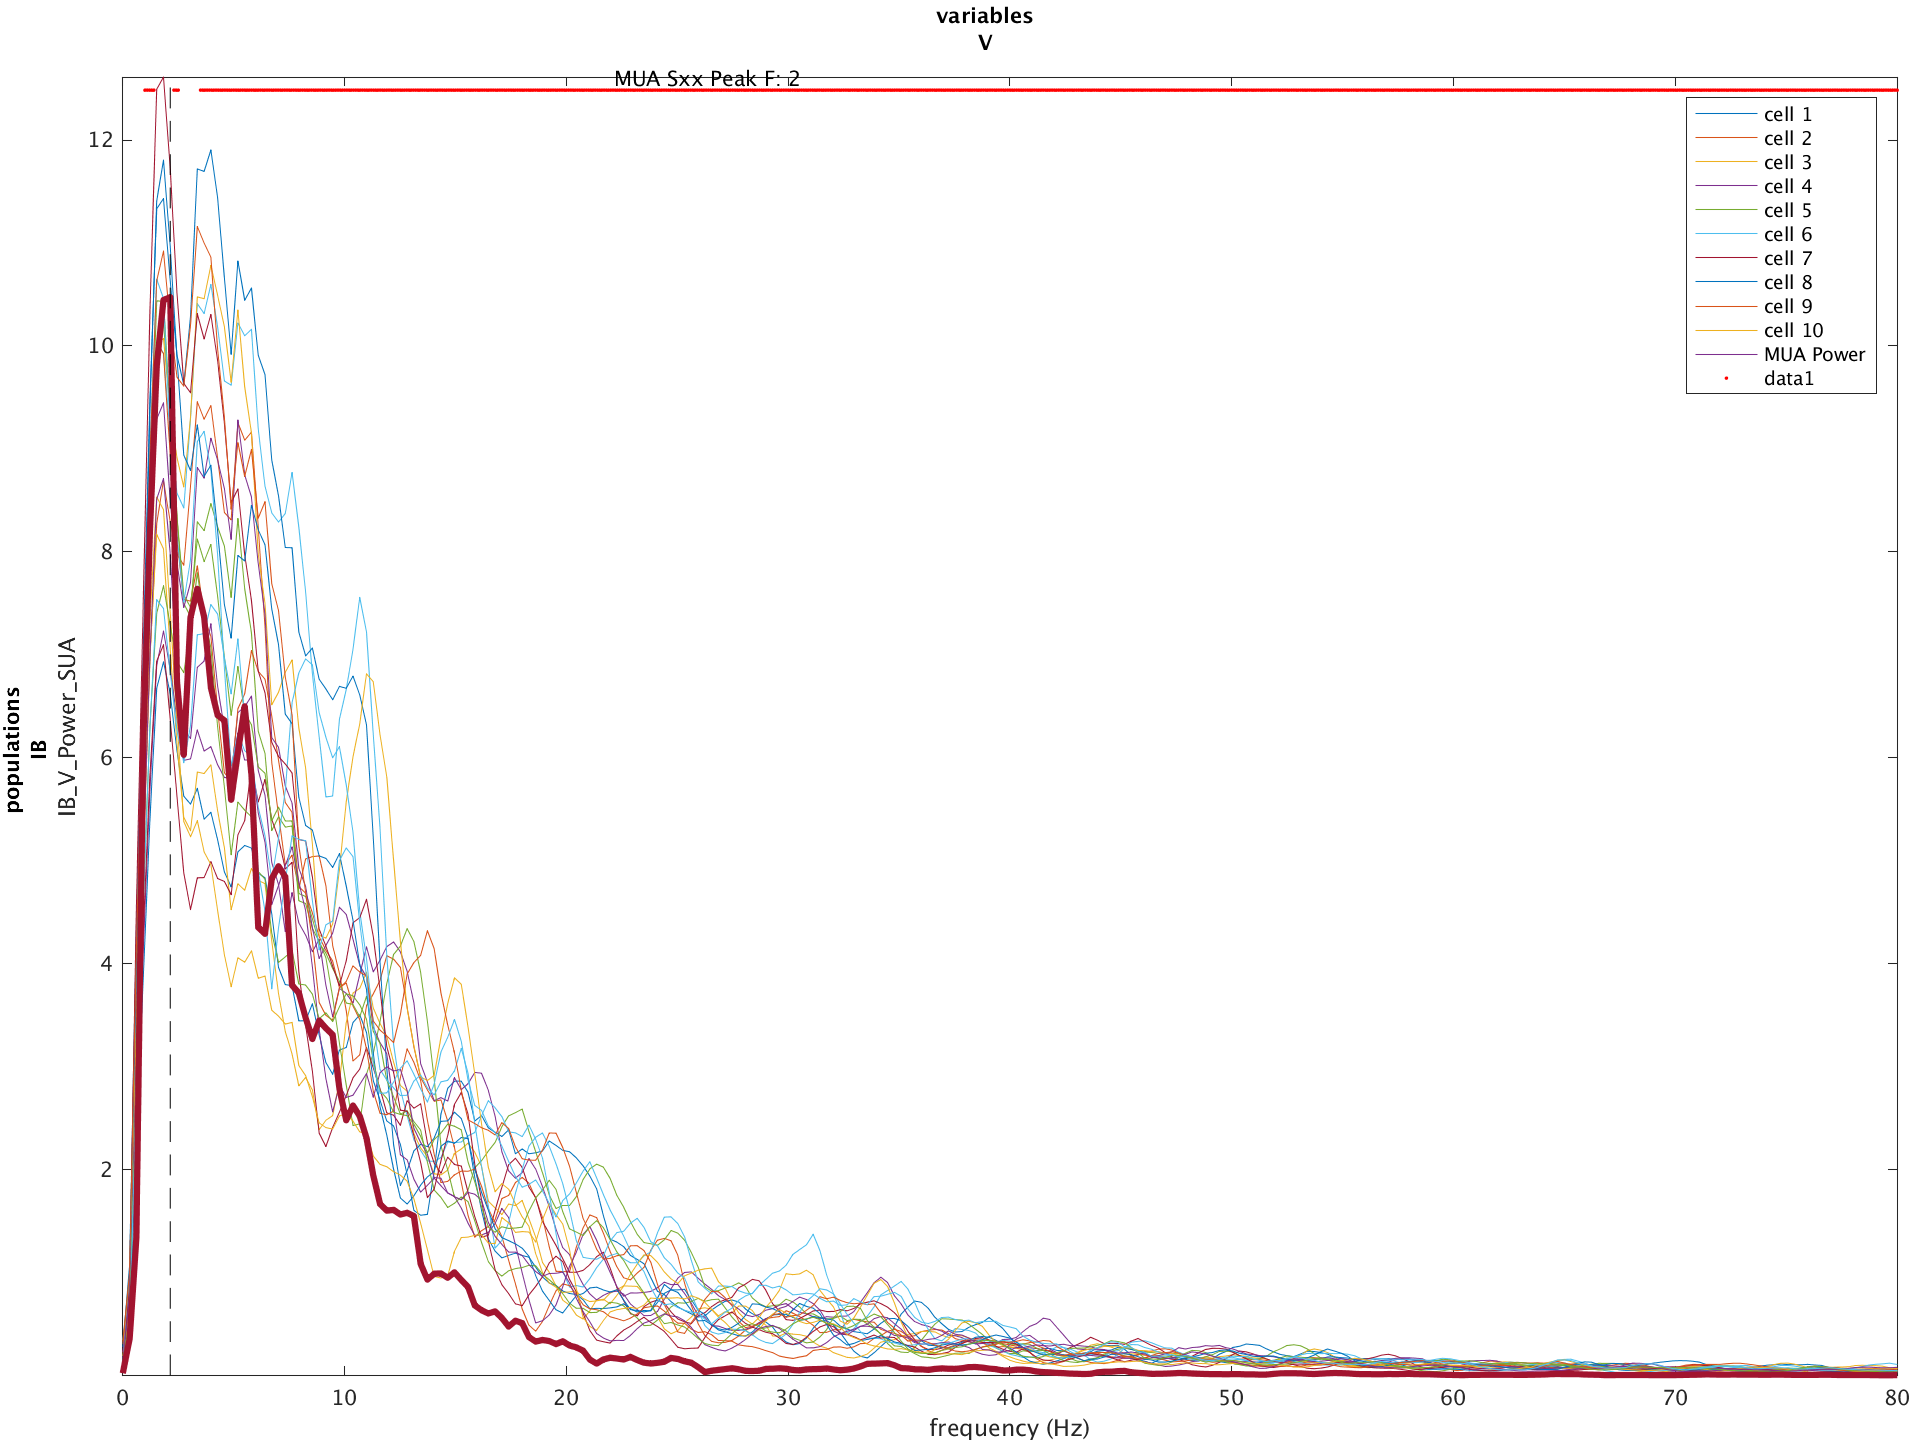 variables
V
MUA Sxx Peak F: 2
cell 1
cell 2
cell 3
cell 4
cell 5
cell 6
cell 7
cell 8
cell 9
cell 10
MUA Power
data1
populations
IB
IB_V_Power_SUA
12
10
8
6
4
2
0 10 20 30 40 50 60 70 80
frequency (Hz)